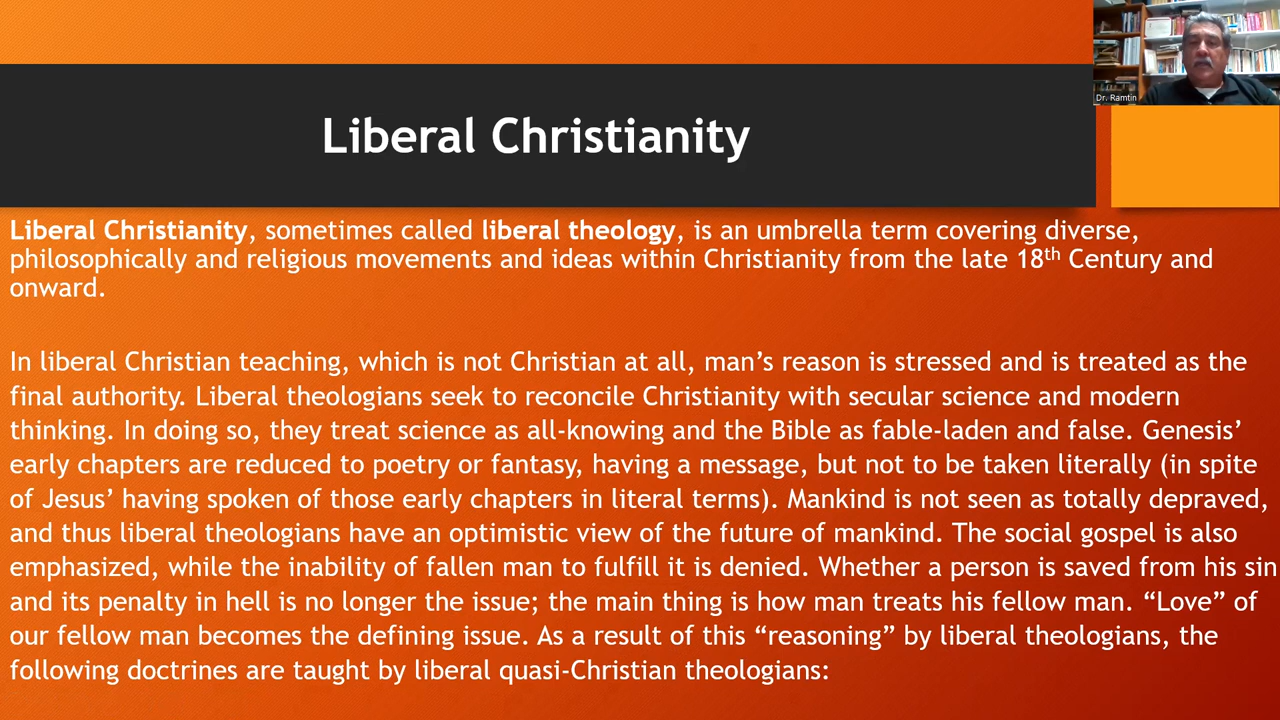 Dr. Ramtin
Liberal Christianity
Liberal Christianity, sometimes called liberal theology, is an umbrella term covering diverse,
philosophically and religious movements and ideas within Christianity from the late 18th Century and
onward.
In liberal Christian teaching, which is not Christian at all, man’s reason is stressed and is treated as the
final authority. Liberal theologians seek to reconcile Christianity with secular science and modern
thinking. In doing so, they treat science as all-knowing and the Bible as fable-laden and false. Genesis’
early chapters are reduced to poetry or fantasy, having a message, but not to be taken literally (in spite
of Jesus’ having spoken of those early chapters in literal terms). Mankind is not seen as totally depraved,
and thus liberal theologians have an optimistic view of the future of mankind. The social gospel is also
emphasized, while the inability of fallen man to fulfill it is denied. Whether a person is saved from his sin
and its penalty in hell is no longer the issue; the main thing is how man treats his fellow man. “Love” of
our fellow man becomes the defining issue. As a result of this “reasoning” by liberal theologians, the
following doctrines are taught by liberal quasi-Christian theologians: